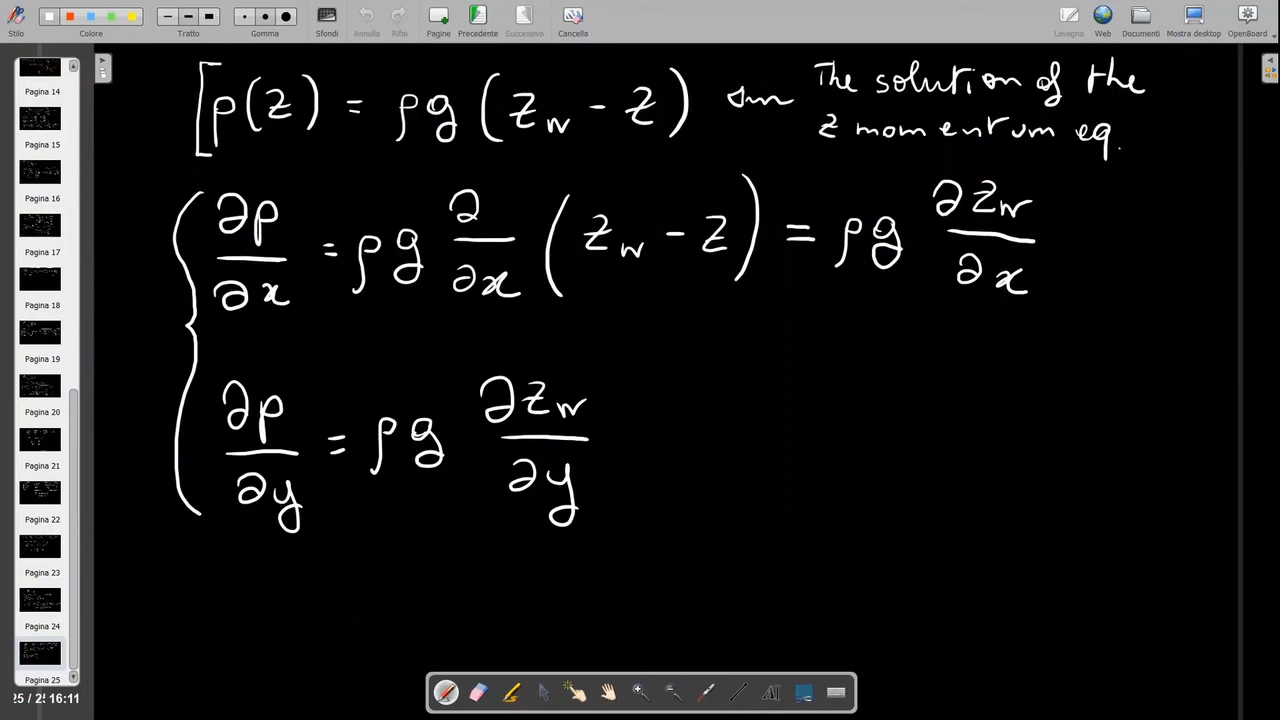 Stilo Colore Tratto Gomma Sfondi Annulla Rifai Pagine Precedente Successivo Cancella Lavagna Web Documenti Mostra desktop OpenBoard
Pagina 14
Pagina 15
Pagina 16
Pagina 17
Pagina 18
Pagina 19
Pagina 20
Pagina 21
Pagina 22
Pagina 23
Pagina 24
Pagina 25
16:11
[p(z) = ρg(z_w - z) The solution of the
z momentum eq.
{ ∂p/∂x = ρg ∂/∂x (z_w - z) = ρg ∂z_w/∂x
∂p/∂y = ρg ∂z_w/∂y